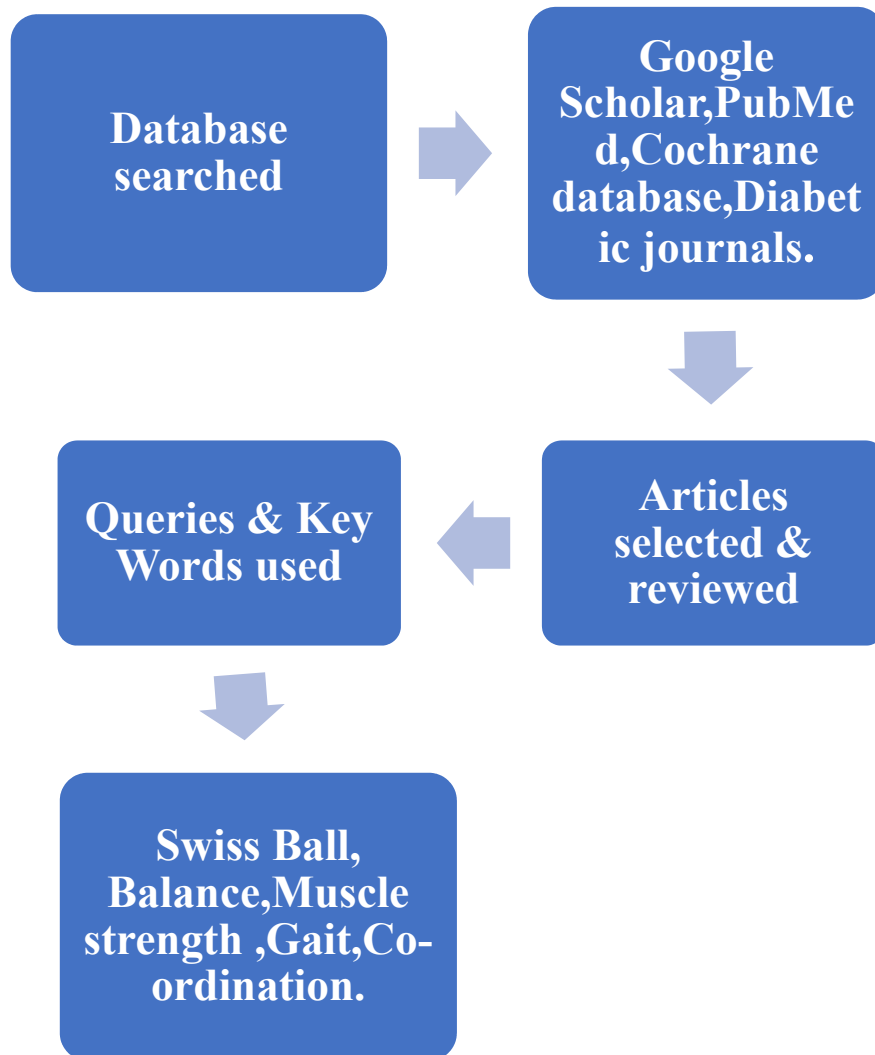 Database
searched
Google
Scholar,PubMe
d,Cochrane
database,Diabet
ic journals.
Articles
selected &
reviewed
Queries & Key
Words used
Swiss Ball,
Balance,Muscle
strength ,Gait,Co-
ordination.